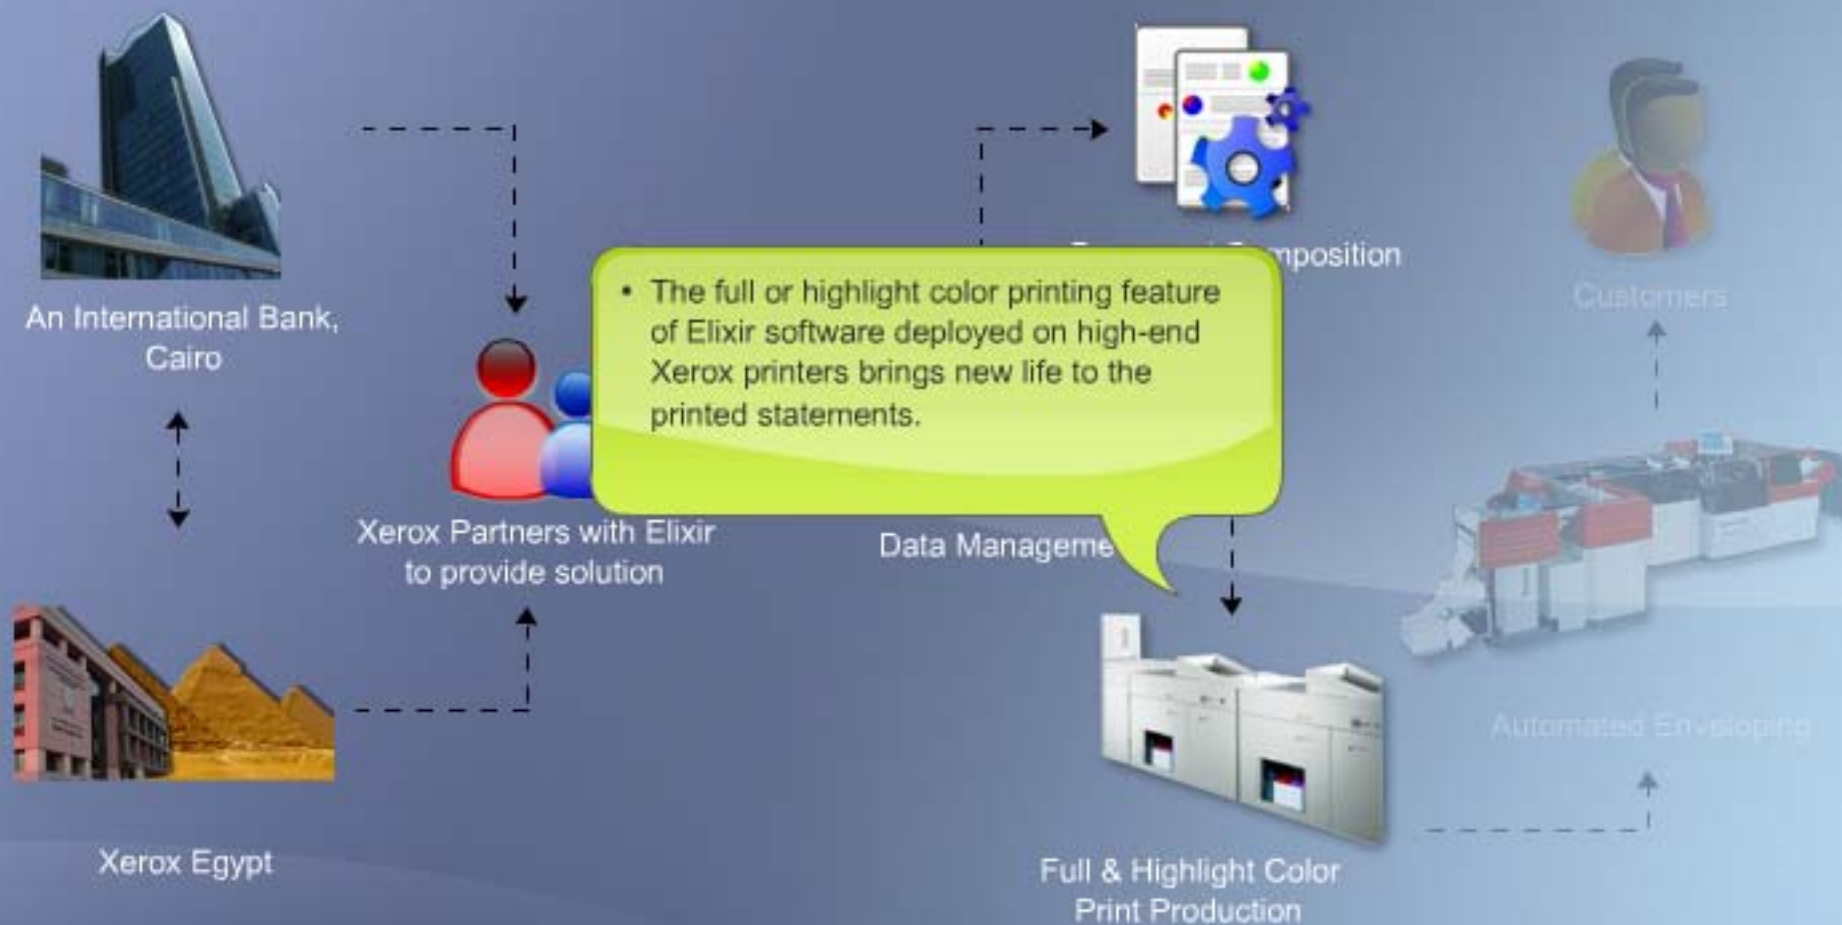 An International Bank,
Cairo
Xerox Egypt
Xerox Partners with Elixir
to provide solution
• The full or highlight color printing feature
of Elixir software deployed on high-end
Xerox printers brings new life to the
printed statements.
Data Manageme
mposition
Full & Highlight Color
Print Production
Automated Enveloping
Customers